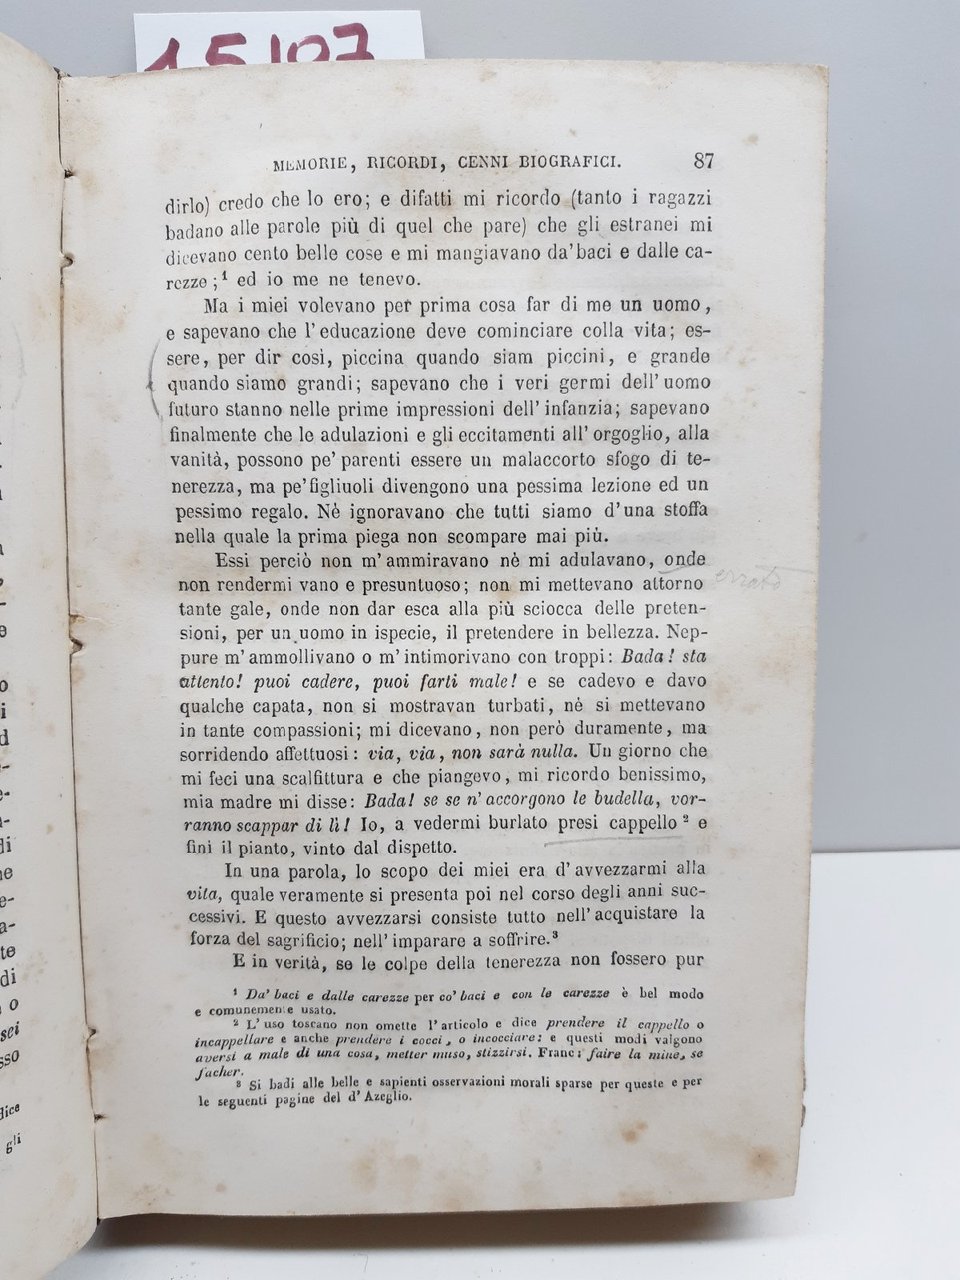 15/07
MEMORIE, RICORDI, CENNI BIOGRAFICI. 87
dirlo) credo che lo ero; e difatti mi ricordo (tanto i ragazzi
badano alle parole più di quel che pare) che gli estranei mi
dicevano cento belle cose e mi mangiavano da' baci e dalle ca-
rezze;¹ ed io me ne tenevo.
Ma i miei volevano per prima cosa far di me un uomo,
e sapevano che l'educazione deve cominciare colla vita; es-
sere, per dir così, piccina quando siam piccini, e grande
quando siamo grandi; sapevano che i veri germi dell'uomo
futuro stanno nelle prime impressioni dell'infanzia; sapevano
finalmente che le adulazioni e gli eccitamenti all'orgoglio, alla
vanità, possono pe' parenti essere un malaccorto sfogo di te-
nerezza, ma pe' figliuoli divengono una pessima lezione ed un
pessimo regalo. Nè ignoravano che tutti siamo d'una stoffa
nella quale la prima piega non scompare mai più.
Essi perciò non m'ammiravano nè mi adulavano, onde
non rendermi vano e presuntuoso; non mi mettevano attorno errato
tante gale, onde non dar esca alla più sciocca delle preten-
sioni, per un uomo in ispecie, il pretendere in bellezza. Nep-
pure m'ammollivano o m'intimorivano con troppi: Bada! sta
attento! puoi cadere, puoi farti male! e se cadevo e davo
qualche capata, non si mostravan turbati, nè si mettevano
in tante compassioni; mi dicevano, non però duramente, ma
sorridendo affettuosi: via, via, non sarà nulla. Un giorno che
mi feci una scalfittura e che piangevo, mi ricordo benissimo,
mia madre mi disse: Bada! se se n'accorgono le budella, vor-
ranno scappar di lì! Io, a vedermi burlato presi cappello² e
finì il pianto, vinto dal dispetto.
In una parola, lo scopo dei miei era d'avvezzarmi alla
vita, quale veramente si presenta poi nel corso degli anni suc-
cessivi. E questo avvezzarsi consiste tutto nell'acquistare la
forza del sagrificio; nell'imparare a soffrire.³
E in verità, se le colpe della tenerezza non fossero pur
¹ Da' baci e dalle carezze per co' baci e con le carezze è bel modo
e comunemente usato.
² L'uso toscano non omette l'articolo e dice prendere il cappello o
incappellare e anche prendere i cocci, o incocciare: e questi modi valgono
aversi a male di una cosa, metter muso, stizzirsi. Franc: faire la mine, se
fâcher.
³ Si badi alle belle e sapienti osservazioni morali sparse per queste e per
le seguenti pagine del d'Azeglio.